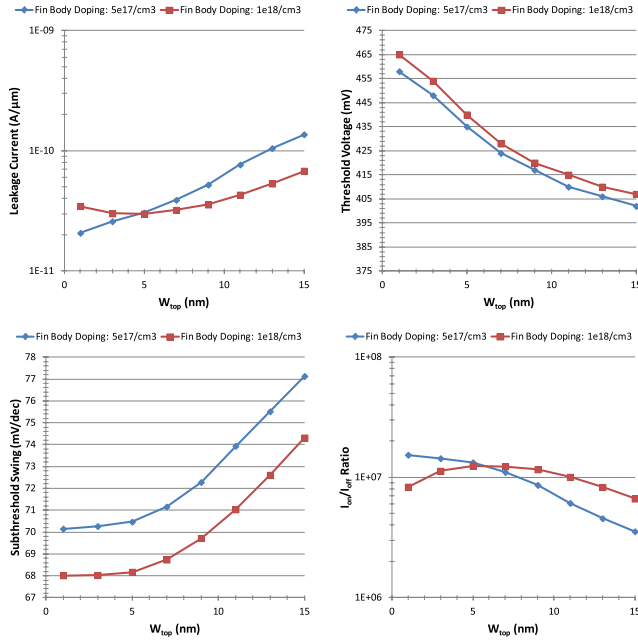 Fin Body Doping: 5e17/cm3 Fin Body Doping: 1e18/cm3
1E-09
1E-10
1E-11
Leakage Current (A/μm)
0 5 10 15
Wtop (nm)
Fin Body Doping: 5e17/cm3 Fin Body Doping: 1e18/cm3
475
465
455
445
435
425
415
405
395
385
375
Threshold Voltage (mV)
0 5 10 15
Wtop (nm)
Fin Body Doping: 5e17/cm3 Fin Body Doping: 1e18/cm3
78
77
76
75
74
73
72
71
70
69
68
67
Subthreshold Swing (mV/dec)
0 5 10 15
Wtop (nm)
Fin Body Doping: 5e17/cm3 Fin Body Doping: 1e18/cm3
1E+08
1E+07
1E+06
Ion/Ioff Ratio
0 5 10 15
Wtop (nm)